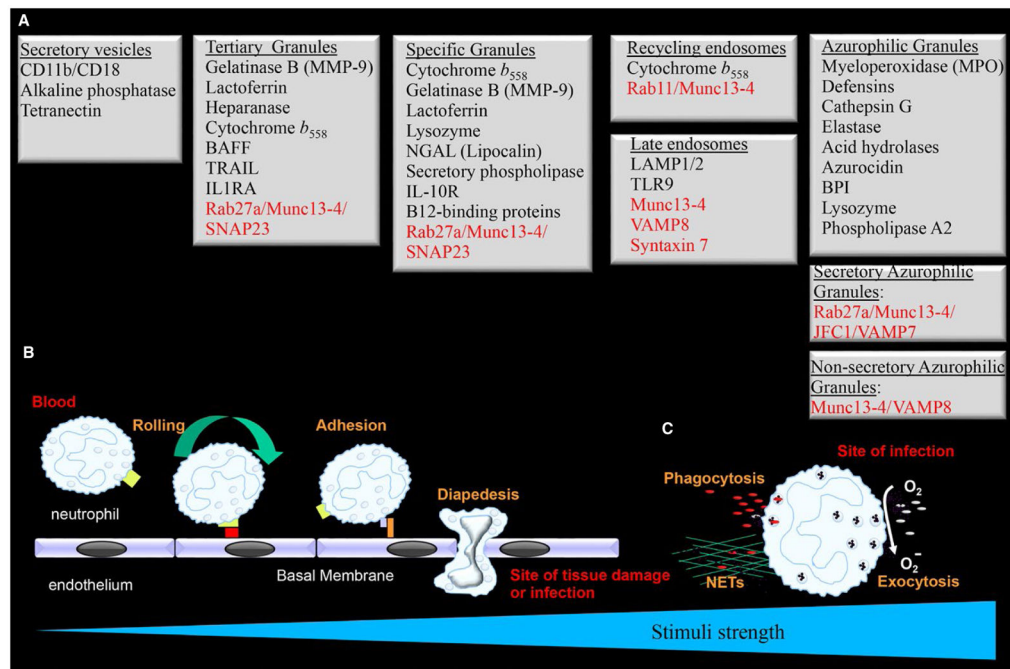 A
Secretory vesicles
CD11b/CD18
Alkaline phosphatase
Tetranectin
Tertiary Granules
Gelatinase B (MMP-9)
Lactoferrin
Heparanase
Cytochrome b558
BAFF
TRAIL
IL1RA
Rab27a/Munc13-4/
SNAP23
Specific Granules
Cytochrome b558
Gelatinase B (MMP-9)
Lactoferrin
Lysozyme
NGAL (Lipocalin)
Secretory phospholipase
IL-10R
B12-binding proteins
Rab27a/Munc13-4/
SNAP23
Recycling endosomes
Cytochrome b558
Rab11/Munc13-4
Late endosomes
LAMP1/2
TLR9
Munc13-4
VAMP8
Syntaxin 7
Azurophilic Granules
Myeloperoxidase (MPO)
Defensins
Cathepsin G
Elastase
Acid hydrolases
Azurocidin
BPI
Lysozyme
Phospholipase A2
Secretory Azurophilic
Granules:
Rab27a/Munc13-4/
JFC1/VAMP7
Non-secretory Azurophilic
Granules:
Munc13-4/VAMP8
B
Blood
Rolling
Adhesion
Diapedesis
neutrophil
endothelium
Basal Membrane
Site of tissue damage
or infection
C
Site of infection
Phagocytosis
O2
O2-
NETs
Exocytosis
Stimuli strength